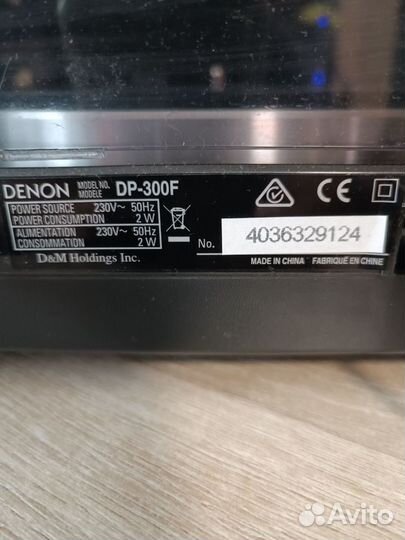 DENON MODEL NO. MODÈLE DP-300F
POWER SOURCE 230V~ 50Hz
POWER CONSUMPTION 2 W
ALIMENTATION 230V~ 50Hz
CONSOMMATION 2 W
D&M Holdings Inc.
CE
No. 4036329124
MADE IN CHINA FABRIQUÉ EN CHINE
Avito